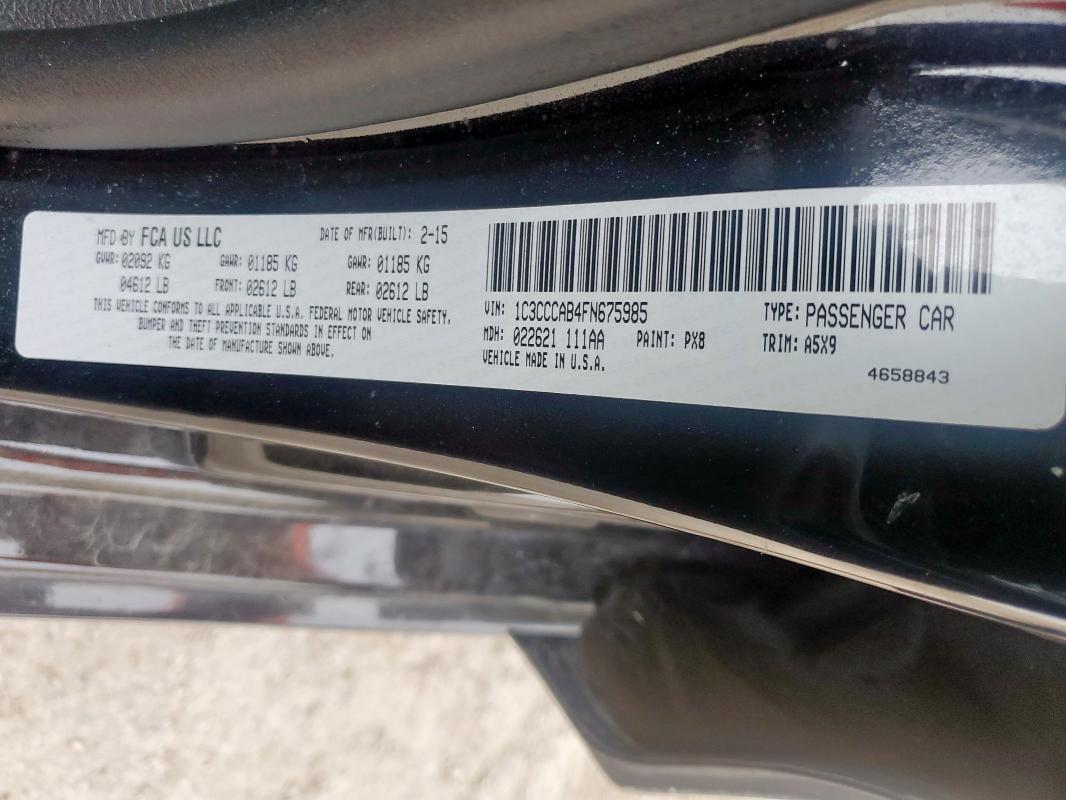 MFD BY FCA US LLC DATE OF MFR(BUILT): 2-15
GVWR: 02092 KG GAWR: 01185 KG GAWR: 01185 KG
04612 LB FRONT: 02612 LB REAR: 02612 LB
THIS VEHICLE CONFORMS TO ALL APPLICABLE U.S.A. FEDERAL MOTOR VEHICLE SAFETY,
BUMPER AND THEFT PREVENTION STANDARDS IN EFFECT ON
THE DATE OF MANUFACTURE SHOWN ABOVE.
VIN: 1C3CCCAB4FN675985 TYPE: PASSENGER CAR
MDH: 022621 111AA PAINT: PX8 TRIM: A5X9
VEHICLE MADE IN U.S.A.
4658843